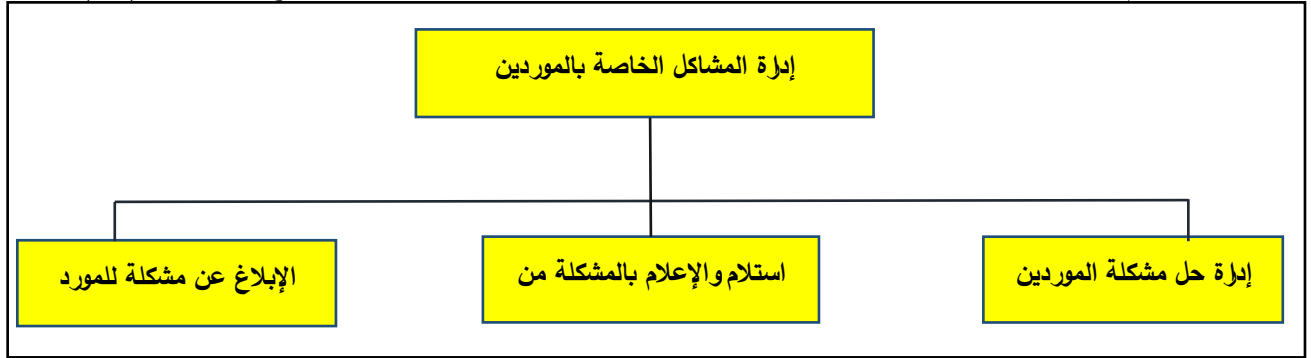 إدارة المشاكل الخاصة بالموردين
إدارة حل مشكلة الموردين
استلام والإعلام بالمشكلة من
الإبلاغ عن مشكلة للمورد